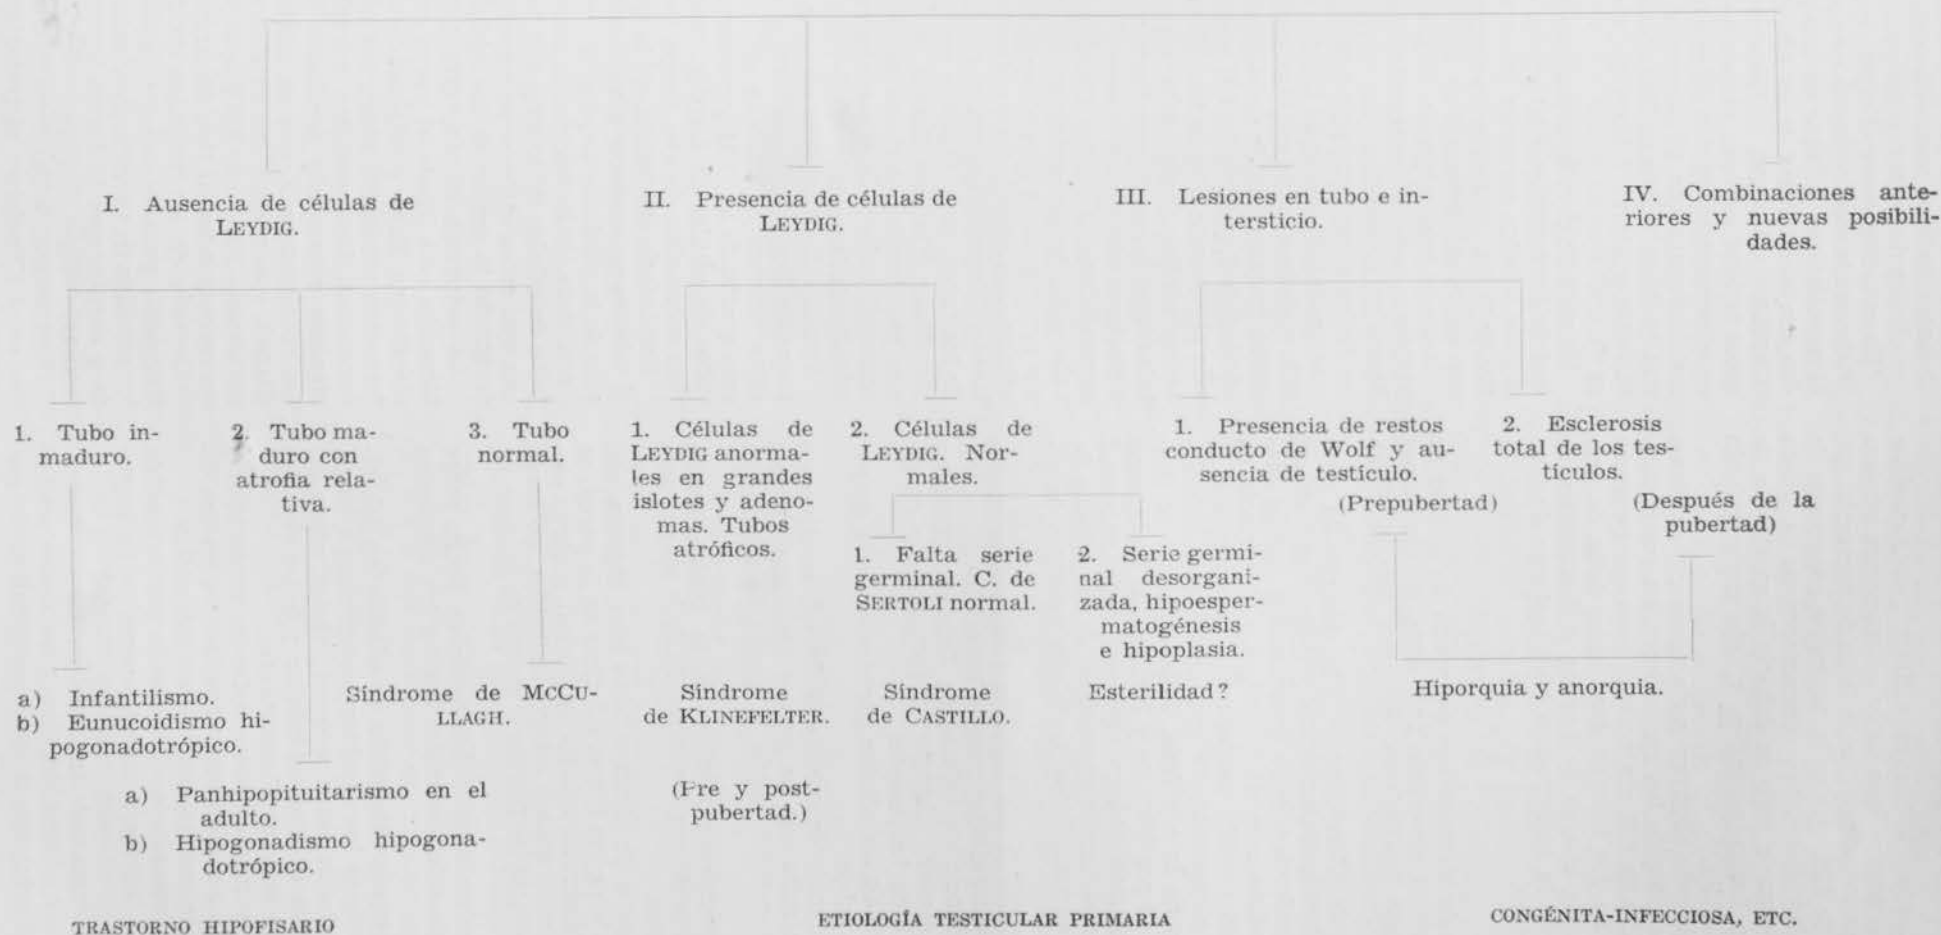 I. Ausencia de células de
LEYDIG.
II. Presencia de células de
LEYDIG.
III. Lesiones en tubo e in-
tersticio.
IV. Combinaciones ante-
riores y nuevas posibili-
dades.
1. Tubo in-
maduro.
2. Tubo ma-
duro con
atrofia rela-
tiva.
3. Tubo
normal.
1. Células de
LEYDIG anorma-
les en grandes
islotes y adeno-
mas. Tubos
atróficos.
2. Células de
LEYDIG. Nor-
males.
1. Presencia de restos
conducto de Wolf y au-
sencia de testículo.
(Prepubertad)
2. Esclerosis
total de los tes-
tículos.
(Después de la
pubertad)
1. Falta serie
germinal. C. de
SERTOLI normal.
2. Serie germi-
nal desorgani-
zada, hipoesper-
matogénesis
e hipoplasia.
a) Infantilismo.
b) Eunucoidismo hi-
pogonadotrópico.
Síndrome de MCCU-
LLAGH.
Síndrome
de KLINEFELTER.
Síndrome
de CASTILLO.
Esterilidad?
Hiporquia y anorquia.
a) Panhipopituitarismo en el
adulto.
b) Hipogonadismo hipogona-
dotrópico.
(Pre y post-
pubertad.)
TRASTORNO HIPOFISARIO
ETIOLOGÍA TESTICULAR PRIMARIA
CONGÉNITA-INFECCIOSA, ETC.